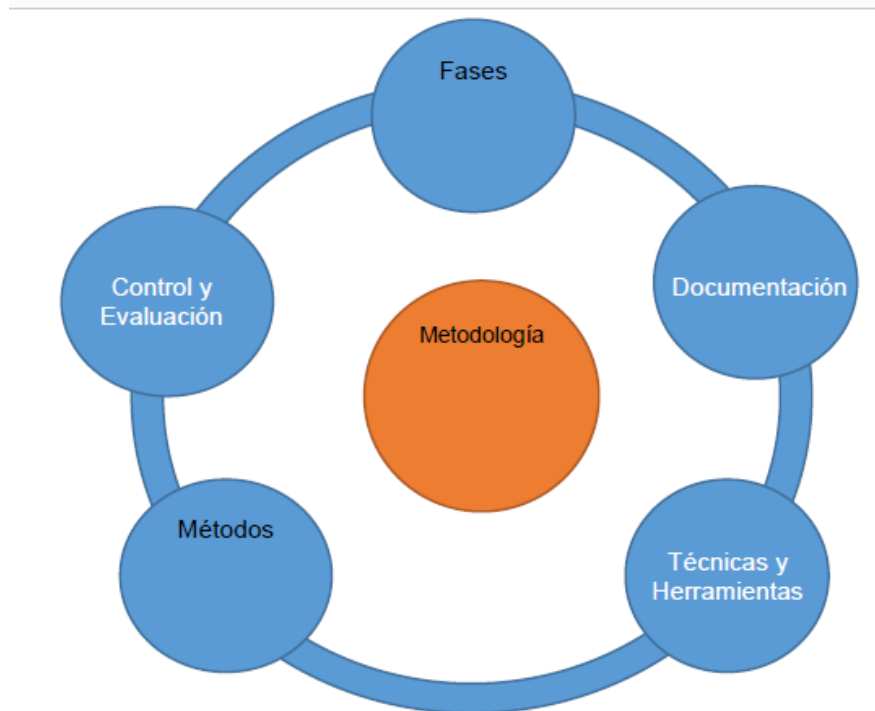 Fases
Documentación
Control y
Evaluación
Metodología
Métodos
Técnicas y
Herramientas